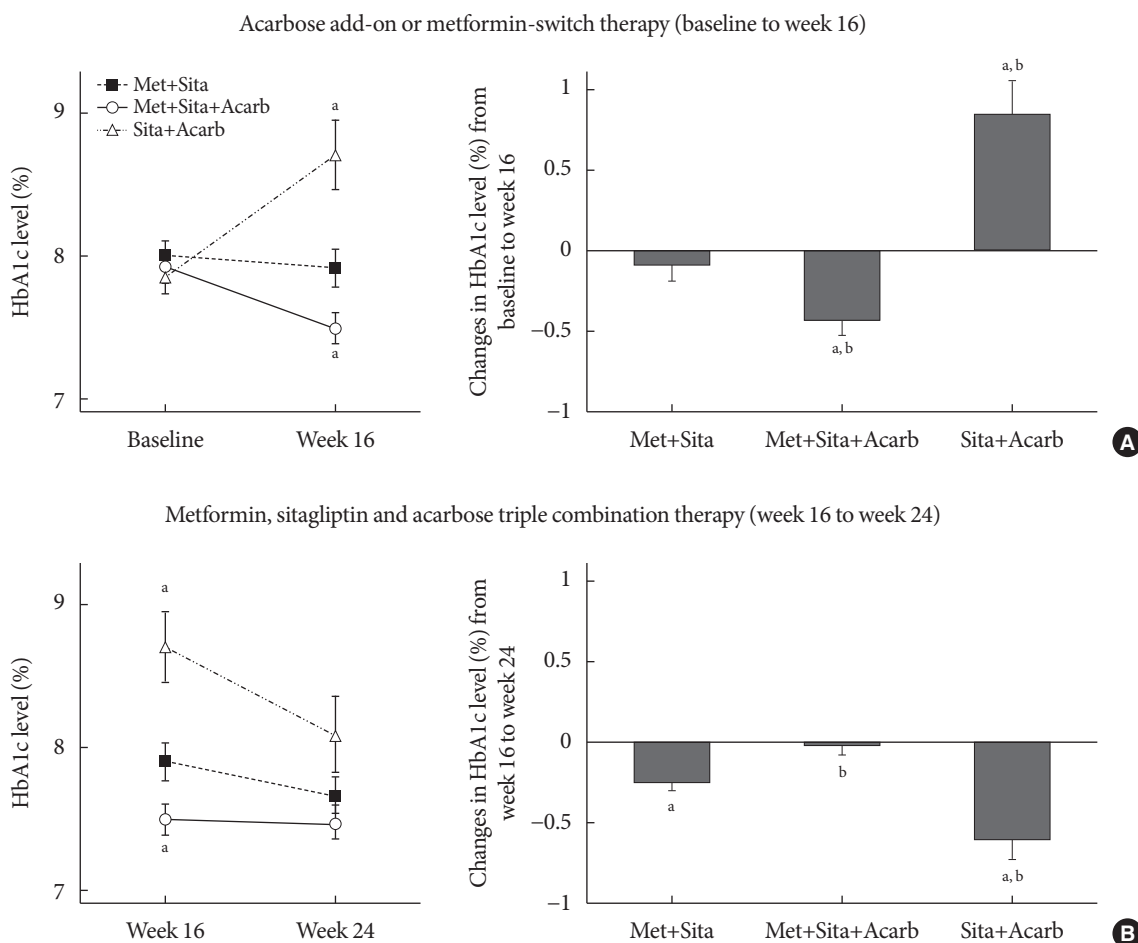 Acarbose add-on or metformin-switch therapy (baseline to week 16)
Met+Sita
Met+Sita+Acarb
Sita+Acarb
HbA1c level (%)
9
8
7
a
a
Baseline
Week 16
Changes in HbA1c level (%) from
baseline to week 16
1
0.5
0
−0.5
−1
a, b
a, b
Met+Sita
Met+Sita+Acarb
Sita+Acarb
A
Metformin, sitagliptin and acarbose triple combination therapy (week 16 to week 24)
HbA1c level (%)
9
8
7
a
a
Week 16
Week 24
Changes in HbA1c level (%) from
week 16 to week 24
1
0.5
0
−0.5
−1
a
b
a, b
Met+Sita
Met+Sita+Acarb
Sita+Acarb
B